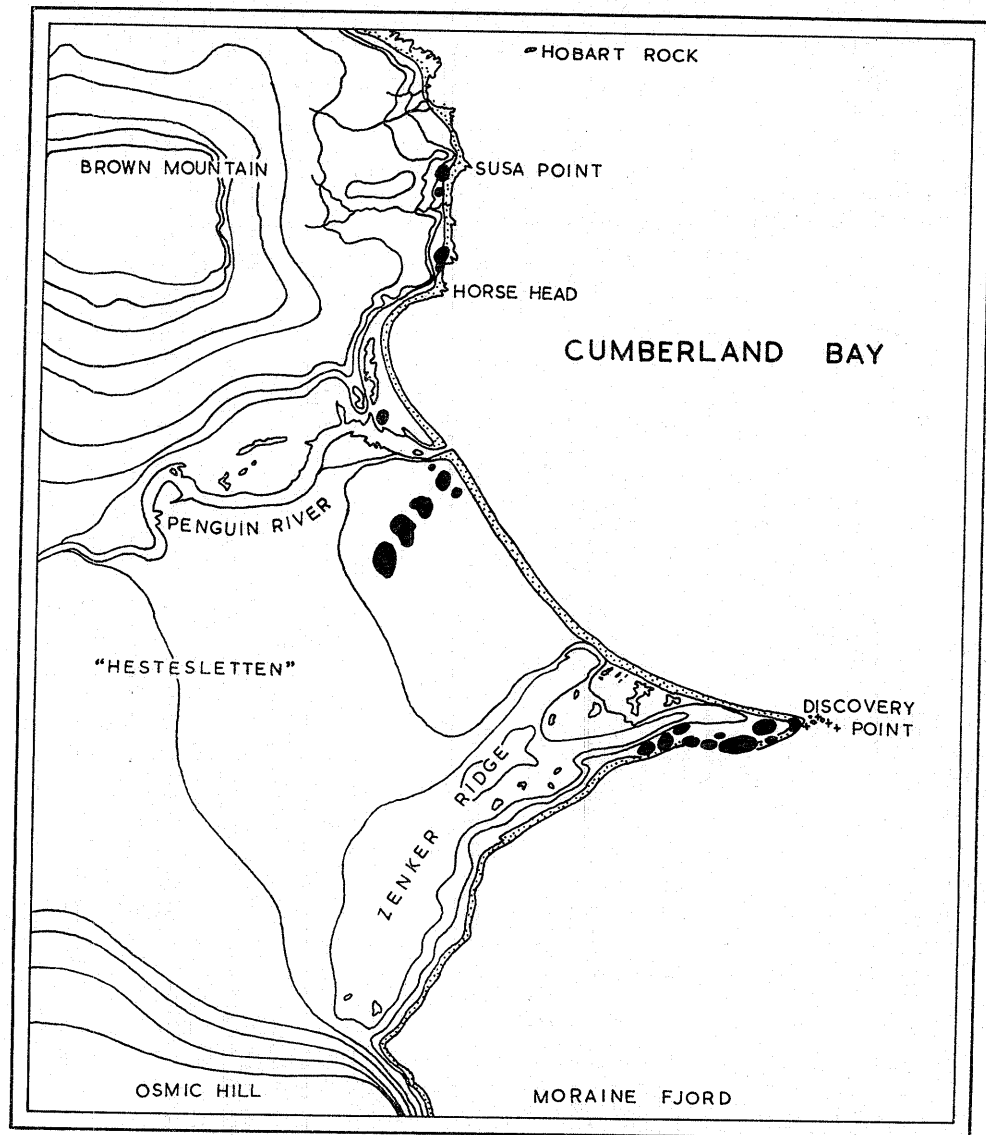 HOBART ROCK
BROWN MOUNTAIN
SUSA POINT
HORSE HEAD
CUMBERLAND BAY
PENGUIN RIVER
"HESTESLETTEN"
DISCOVERY
POINT
ZENKER RIDGE
OSMIC HILL
MORAINE FJORD